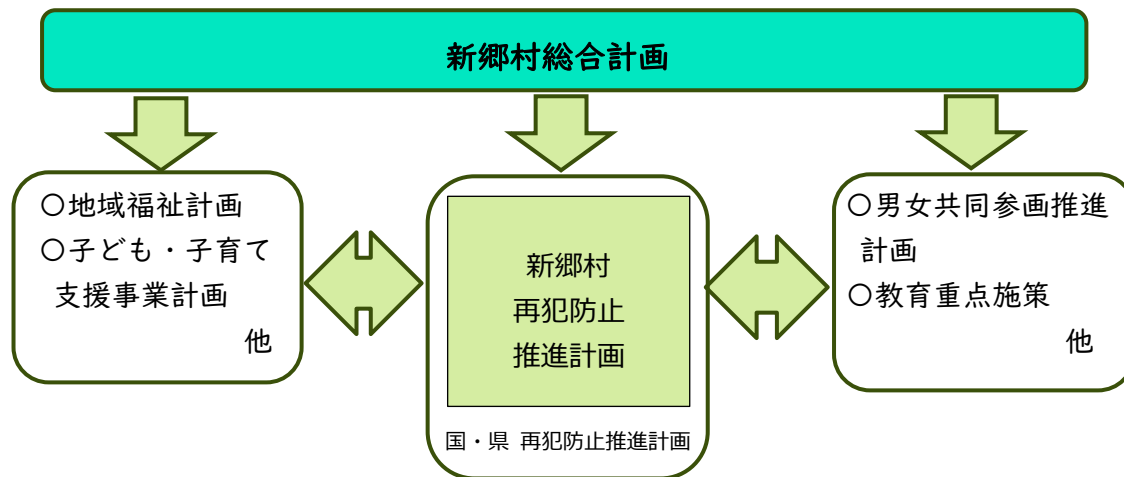 新郷村総合計画
〇地域福祉計画
〇子ども・子育て
支援事業計画
他
新郷村
再犯防止
推進計画
国・県 再犯防止推進計画
〇男女共同参画推進
計画
〇教育重点施策
他